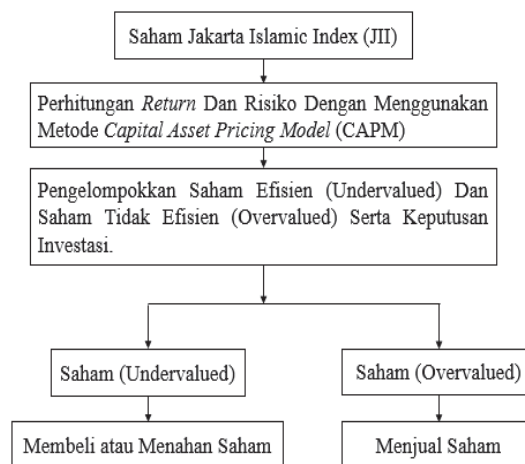 Saham Jakarta Islamic Index (JII)
Perhitungan Return Dan Risiko Dengan Menggunakan
Metode Capital Asset Pricing Model (CAPM)
Pengelompokkan Saham Efisien (Undervalued) Dan
Saham Tidak Efisien (Overvalued) Serta Keputusan
Investasi.
Saham (Undervalued)
Saham (Overvalued)
Membeli atau Menahan Saham
Menjual Saham